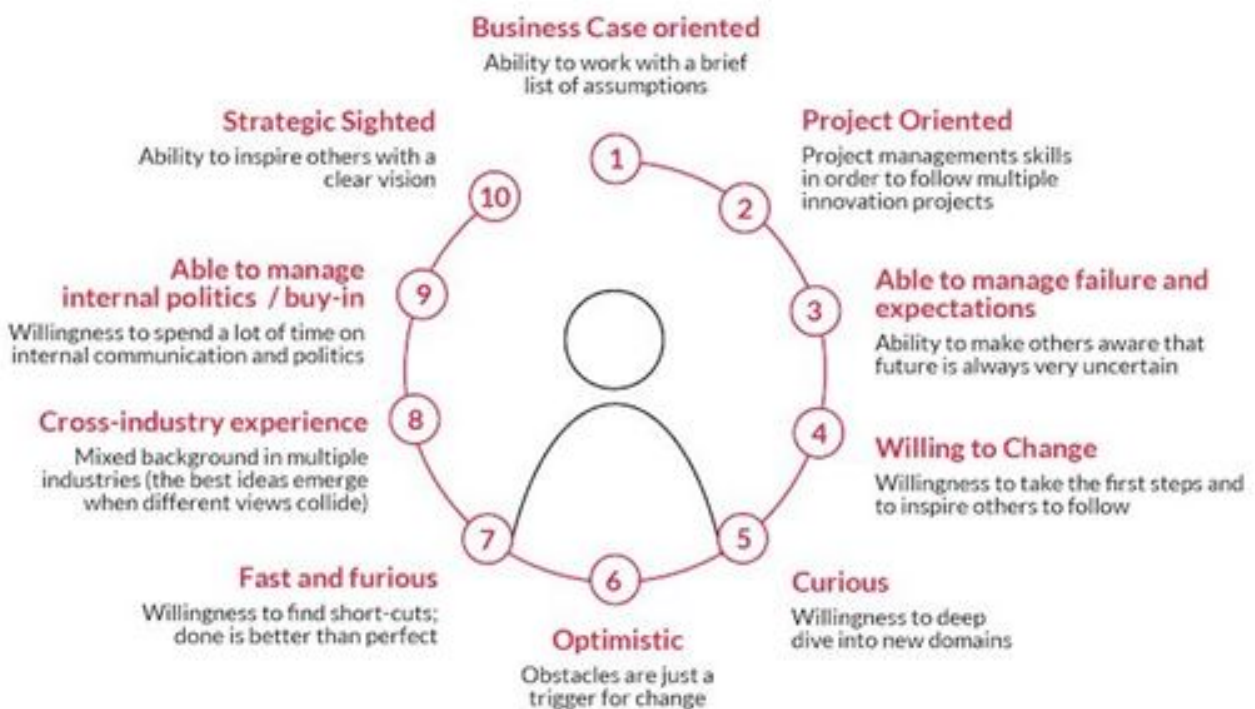 Business Case oriented
Ability to work with a brief
list of assumptions
1
Project Oriented
Project managements skills
in order to follow multiple
innovation projects
2
Able to manage failure and
expectations
Ability to make others aware that
future is always very uncertain
3
Willing to Change
Willingness to take the first steps and
to inspire others to follow
4
Curious
Willingness to deep
dive into new domains
5
Optimistic
Obstacles are just a
trigger for change
6
Fast and furious
Willingness to find short-cuts;
done is better than perfect
7
Cross-industry experience
Mixed background in multiple
industries (the best ideas emerge
when different views collide)
8
Able to manage
internal politics / buy-in
Willingness to spend a lot of time on
internal communication and politics
9
Strategic Sighted
Ability to inspire others with a
clear vision
10